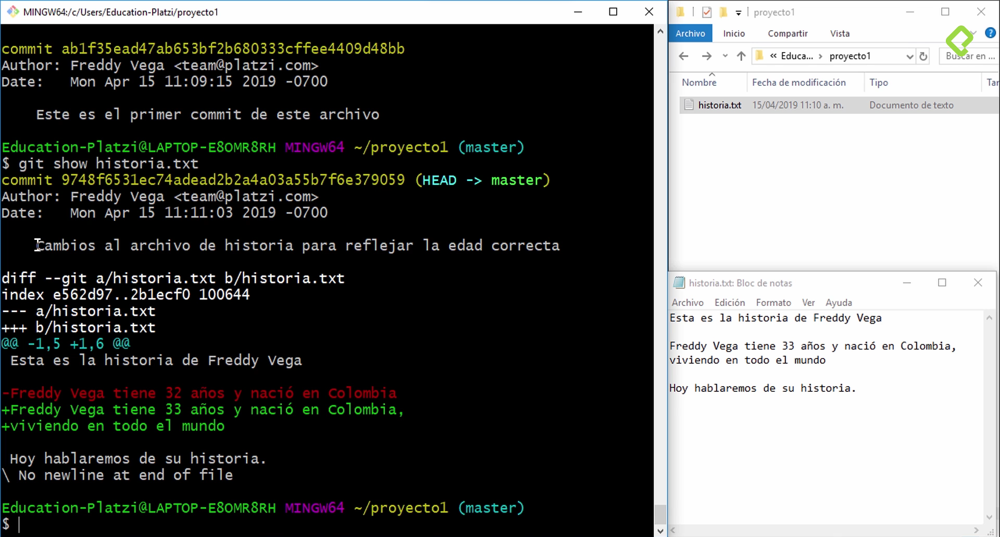 MINGW64:/c/Users/Education-Platzi/proyecto1
commit ab1f35ead47ab653bf2b680333cffee4409d48bb
Author: Freddy Vega <team@platzi.com>
Date:   Mon Apr 15 11:09:15 2019 -0700
Este es el primer commit de este archivo
Education-Platzi@LAPTOP-E8OMR8RH MINGW64 ~/proyecto1 (master)
$ git show historia.txt
commit 9748f6531ec74adead2b2a4a03a55b7f6e379059 (HEAD -> master)
Author: Freddy Vega <team@platzi.com>
Date:   Mon Apr 15 11:11:03 2019 -0700
Cambios al archivo de historia para reflejar la edad correcta
diff --git a/historia.txt b/historia.txt
index e562d97..2b1ecf0 100644
--- a/historia.txt
+++ b/historia.txt
@@ -1,5 +1,6 @@
Esta es la historia de Freddy Vega
-Freddy Vega tiene 32 años y nació en Colombia
+Freddy Vega tiene 33 años y nació en Colombia,
+viviendo en todo el mundo
Hoy hablaremos de su historia.
\ No newline at end of file
Education-Platzi@LAPTOP-E8OMR8RH MINGW64 ~/proyecto1 (master)
$
proyecto1
Archivo Inicio Compartir Vista
« Educa... › proyecto1 Buscar en ...
Nombre Fecha de modificación Tipo Tar
historia.txt 15/04/2019 11:10 a. m. Documento de texto
historia.txt: Bloc de notas
Archivo Edición Formato Ver Ayuda
Esta es la historia de Freddy Vega
Freddy Vega tiene 33 años y nació en Colombia,
viviendo en todo el mundo
Hoy hablaremos de su historia.